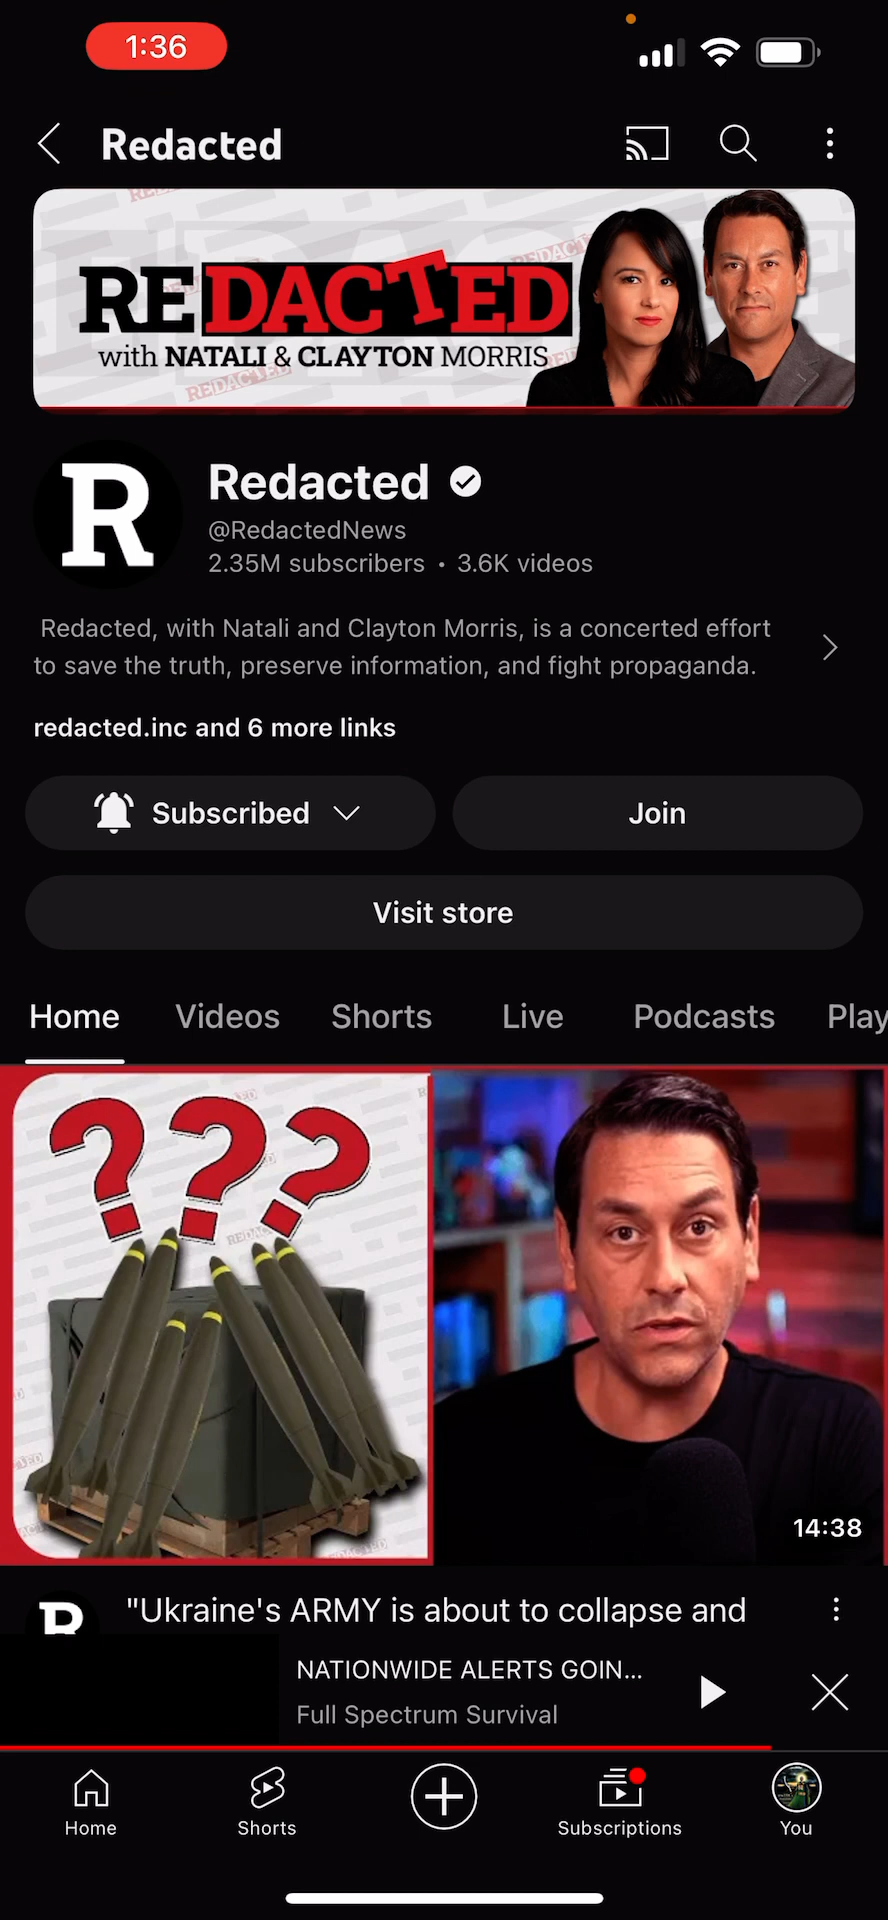 1:36
Redacted
REDACTED
with NATALI & CLAYTON MORRIS
R
Redacted
@RedactedNews
2.35M subscribers • 3.6K videos
Redacted, with Natali and Clayton Morris, is a concerted effort
to save the truth, preserve information, and fight propaganda.
redacted.inc and 6 more links
Subscribed
Join
Visit store
Home Videos Shorts Live Podcasts Play
???
14:38
R
"Ukraine's ARMY is about to collapse and
NATIONWIDE ALERTS GOIN...
Full Spectrum Survival
Home Shorts Subscriptions You